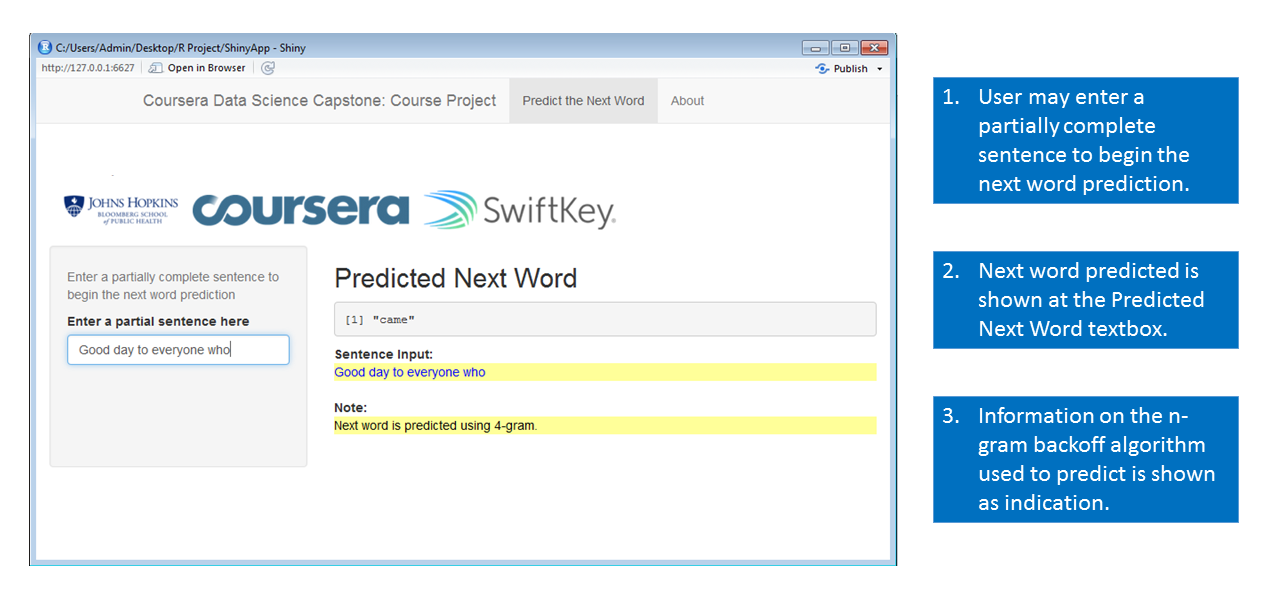 C:/Users/Admin/Desktop/R Project/ShinyApp - Shiny
http://127.0.0.1:6627 Open in Browser Publish
Coursera Data Science Capstone: Course Project Predict the Next Word About
JOHNS HOPKINS
BLOOMBERG SCHOOL
of PUBLIC HEALTH
coursera SwiftKey.
Enter a partially complete sentence to
begin the next word prediction
Enter a partial sentence here
Good day to everyone who
Predicted Next Word
[1] "came"
Sentence Input:
Good day to everyone who
Note:
Next word is predicted using 4-gram.
1. User may enter a
partially complete
sentence to begin the
next word prediction.
2. Next word predicted is
shown at the Predicted
Next Word textbox.
3. Information on the n-
gram backoff algorithm
used to predict is shown
as indication.